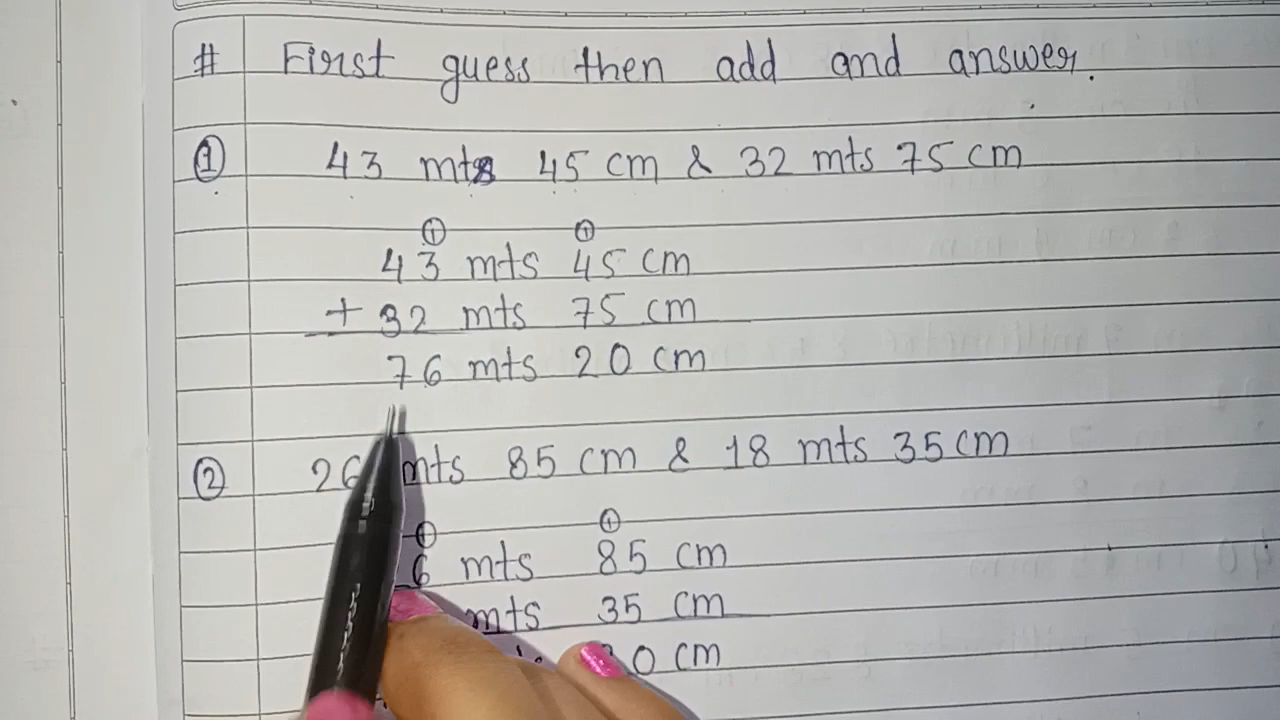 # First guess then add and answer.
① 43 mts 45 cm & 32 mts 75 cm
① ①
43 mts 45 cm
+ 32 mts 75 cm
76 mts 20 cm
② mts 85 cm & 18 mts 35 cm
① ①
6 mts 85 cm
mts 35 cm
20 cm